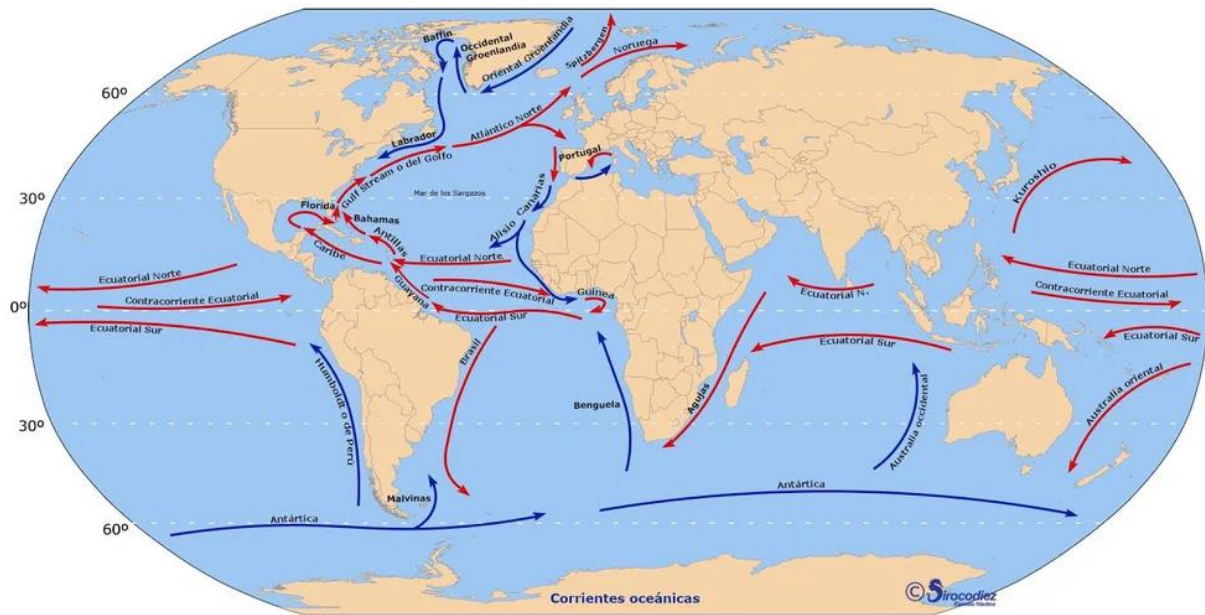 Baffin
Occidental
Groenlandia
Oriental Groenlandia
Spitzbergen
Noruega
60º
Labrador
Atlántico Norte
Portugal
Gulf Stream o del Golfo
Mar de los Sargazos
Canarias
Kuroshio
30º
Florida
Bahamas
Antillas
Alisio
Caribe
Ecuatorial Norte
Ecuatorial Norte
Ecuatorial Norte
Guayana
Contracorriente Ecuatorial
Guinea
Ecuatorial N.
Contracorriente Ecuatorial
Contracorriente Ecuatorial
0º
Ecuatorial Sur
Ecuatorial Sur
Ecuatorial Sur
Ecuatorial Sur
Brasil
Humboldt o de Perú
Benguela
Agujas
Australia occidental
Australia oriental
30º
Malvinas
Antártica
Antártica
60º
Corrientes oceánicas
© Sirocodiez
Escuela Náutica